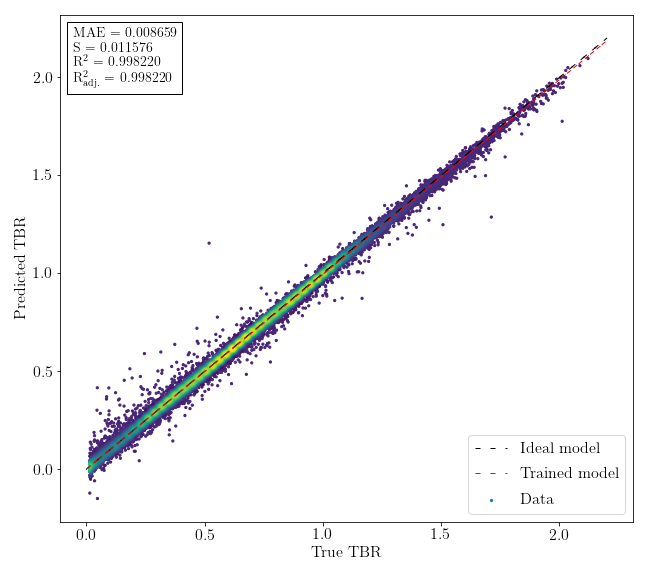 MAE = 0.008659
S = 0.011576
R² = 0.998220
R²adj. = 0.998220
2.0
1.5
1.0
0.5
0.0
Predicted TBR
0.0 0.5 1.0 1.5 2.0
True TBR
Ideal model
Trained model
Data